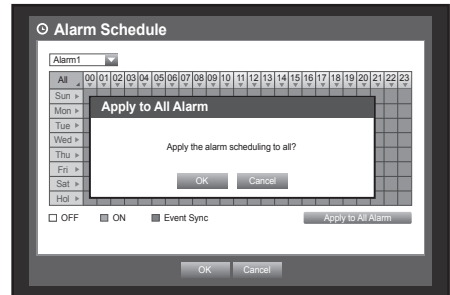 Alarm Schedule
Alarm1
All 00 01 02 03 04 05 06 07 08 09 10 11 12 13 14 15 16 17 18 19 20 21 22 23
Sun
Mon
Apply to All Alarm
Tue
Wed
Apply the alarm scheduling to all?
Thu
Fri
OK Cancel
Sat
Hol
OFF ON Event Sync Apply to All Alarm
OK Cancel